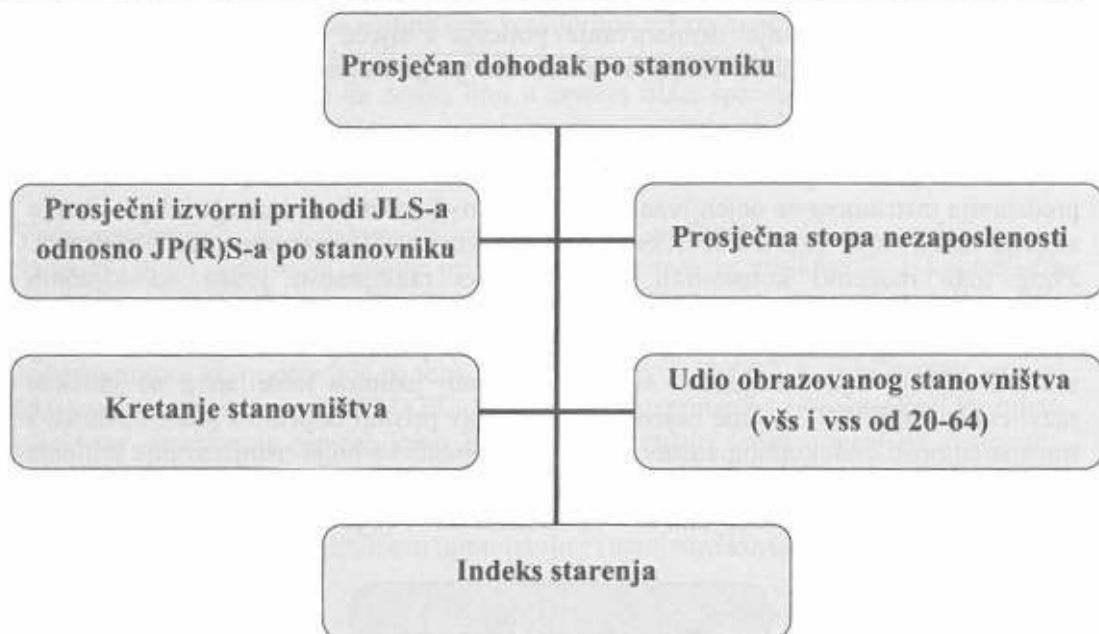 Prosječan dohodak po stanovniku
Prosječni izvorni prihodi JLS-a
odnosno JP(R)S-a po stanovniku
Prosječna stopa nezaposlenosti
Kretanje stanovništva
Udio obrazovanog stanovništva
(všs i vss od 20-64)
Indeks starenja